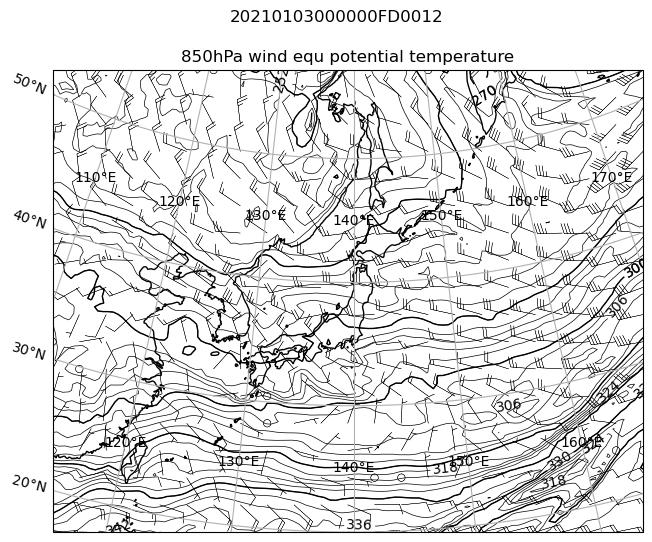 20210103000000FD0012
850hPa wind equ potential temperature
50°N
252
270
110°E
170°E
120°E
160°E
130°E
140°E
150°E
40°N
300
306
30°N
324
306
120°E
160°E
130°E
140°E
318
150°E
330
318
20°N
336